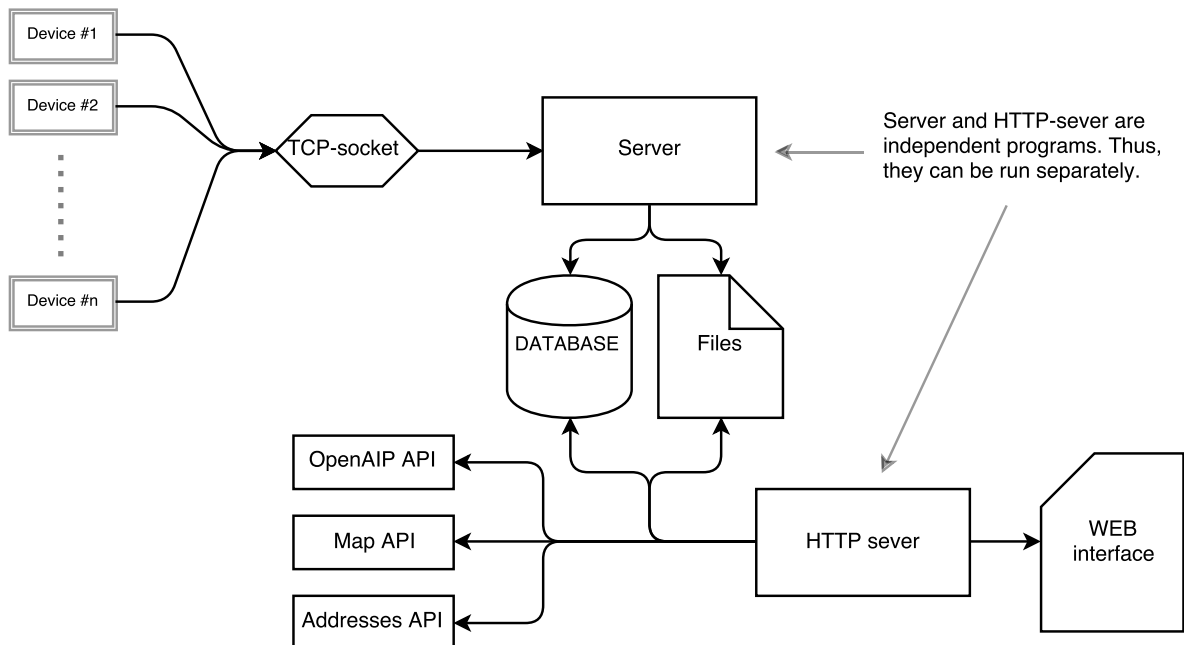 Device #1
Device #2
Device #n
TCP-socket
Server
Server and HTTP-sever are
independent programs. Thus,
they can be run separately.
DATABASE
Files
OpenAIP API
Map API
Addresses API
HTTP sever
WEB
interface